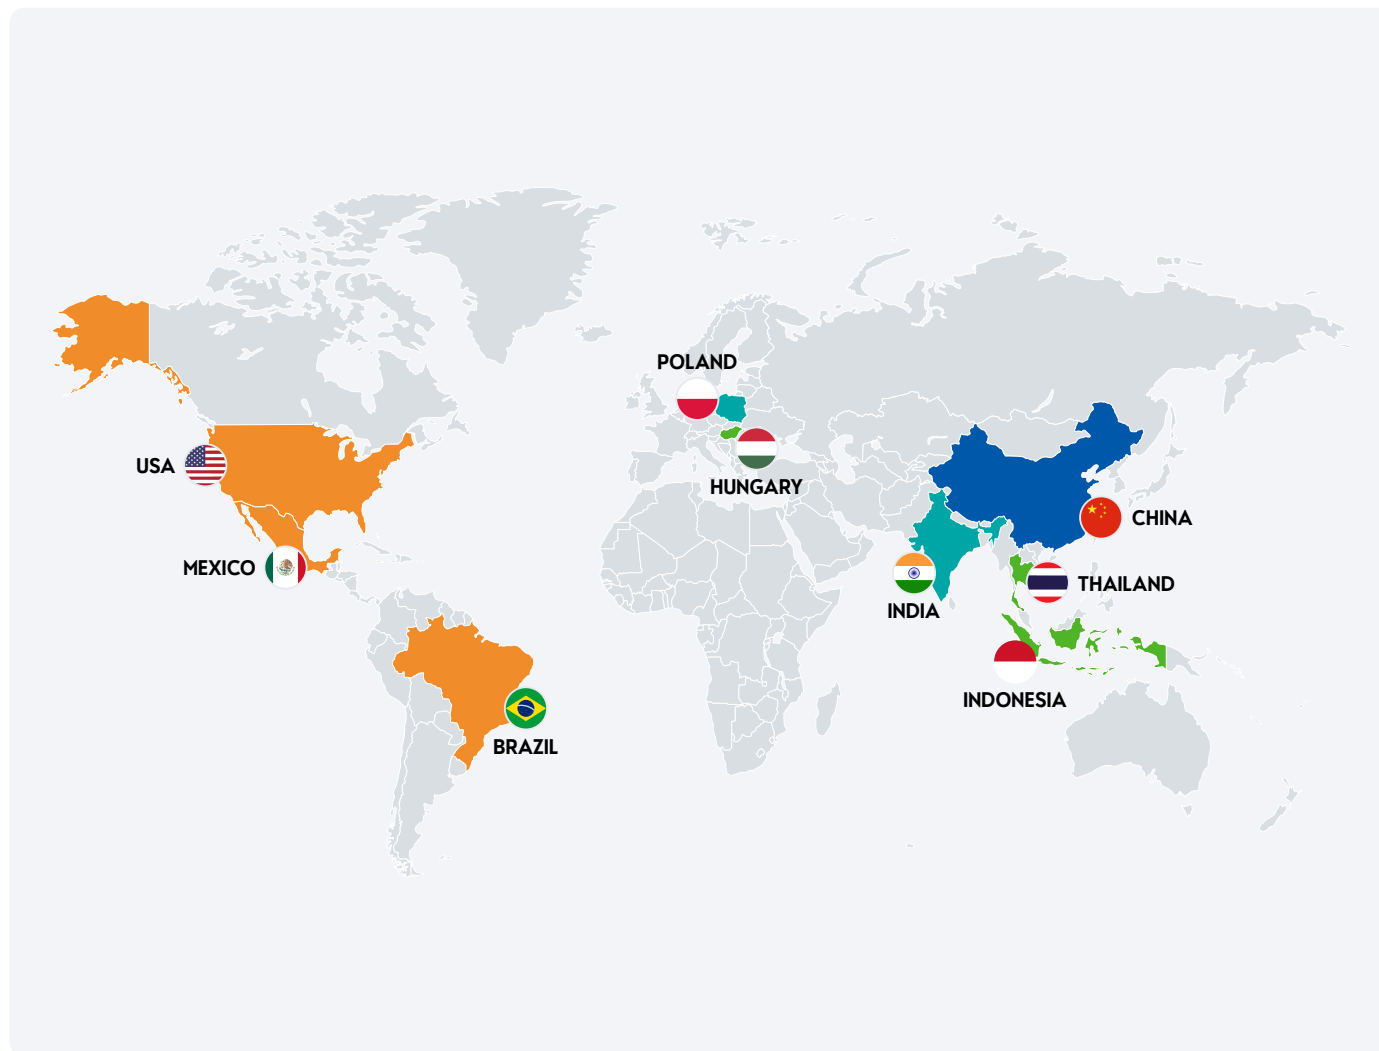 POLAND
USA
HUNGARY
CHINA
MEXICO
THAILAND
INDIA
INDONESIA
BRAZIL